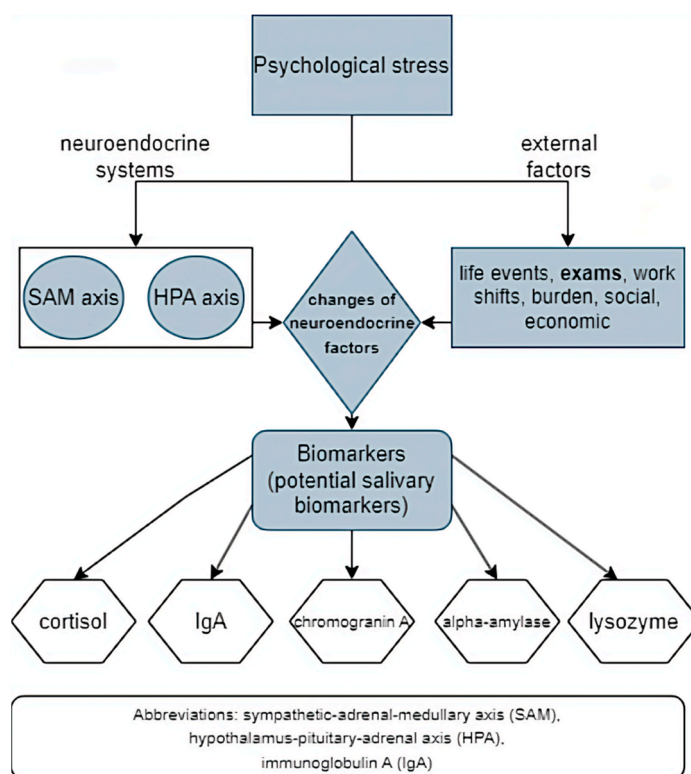 Psychological stress
neuroendocrine
systems
external
factors
SAM axis
HPA axis
changes of
neuroendocrine
factors
life events, exams, work
shifts, burden, social,
economic
Biomarkers
(potential salivary
biomarkers)
cortisol
IgA
chromogranin A
alpha-amylase
lysozyme
Abbreviations: sympathetic-adrenal-medullary axis (SAM),
hypothalamus-pituitary-adrenal axis (HPA),
immunoglobulin A (IgA)